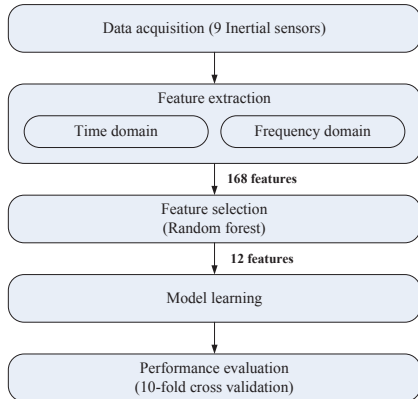 Data acquisition (9 Inertial sensors)
Feature extraction
Time domain
Frequency domain
168 features
Feature selection
(Random forest)
12 features
Model learning
Performance evaluation
(10-fold cross validation)